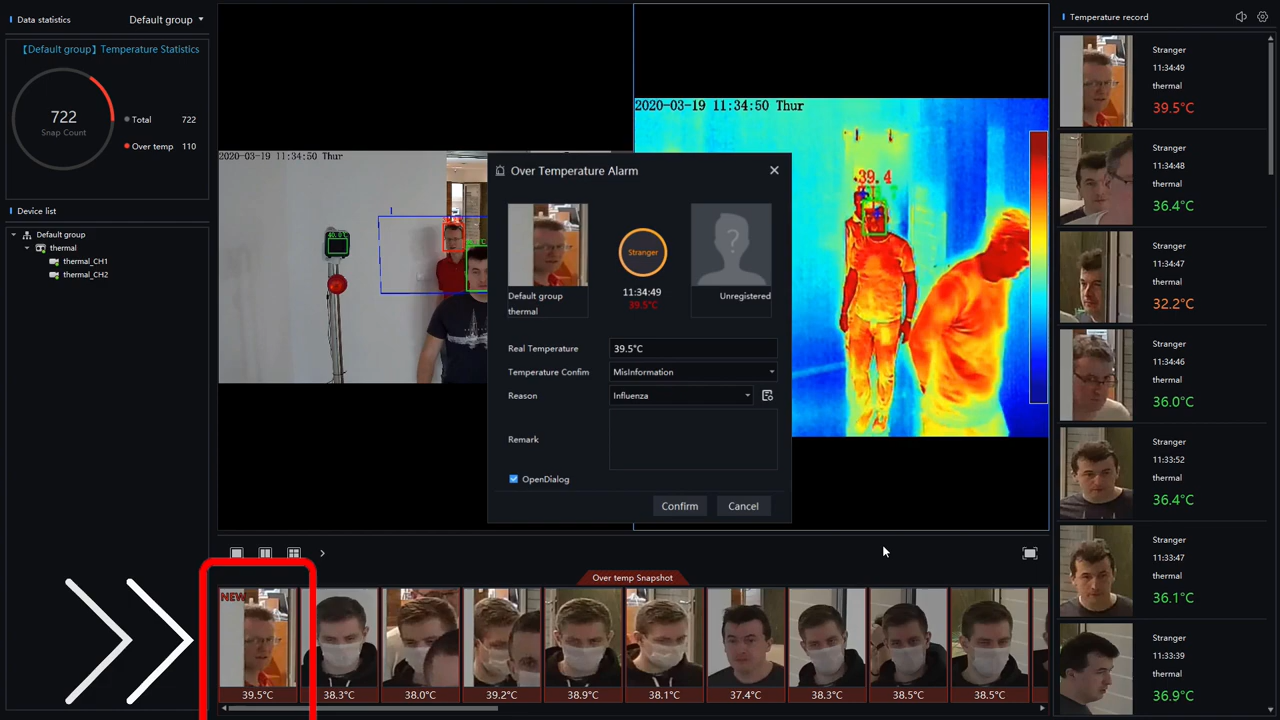 Data statistics
Default group
【Default group】Temperature Statistics
722
Snap Count
Total 722
Over temp 110
Device list
Default group
thermal
thermal_CH1
thermal_CH2
2020-03-19 11:34:50 Thur
2020-03-19 11:34:50 Thur
39.4
Over Temperature Alarm
Stranger
11:34:49
39.5°C
Default group
thermal
?
Unregistered
Real Temperature 39.5°C
Temperature Confim MisInformation
Reason Influenza
Remark
OpenDialog
Confirm Cancel
Over temp Snapshot
NEW
39.5°C 38.3°C 38.0°C 39.2°C 38.9°C 38.1°C 37.4°C 38.3°C 38.5°C 38.5°C
Temperature record
Stranger
11:34:49
thermal
39.5°C
Stranger
11:34:48
thermal
36.4°C
Stranger
11:34:47
thermal
32.2°C
Stranger
11:34:46
thermal
36.0°C
Stranger
11:33:52
thermal
36.4°C
Stranger
11:33:47
thermal
36.1°C
Stranger
11:33:39
thermal
36.9°C